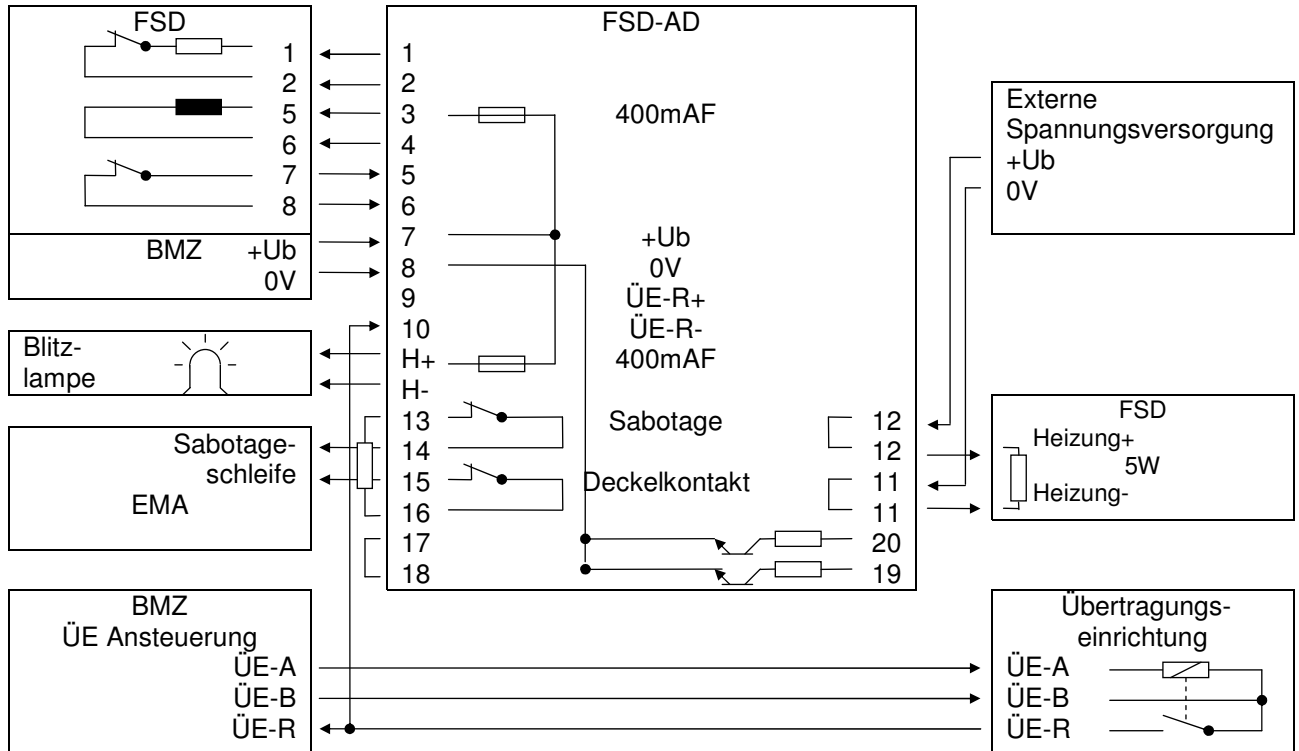 FSD
1
2
5
6
7
8
BMZ +Ub
0V
Blitz-
lampe
Sabotage-
schleife
EMA
BMZ
ÜE Ansteuerung
ÜE-A
ÜE-B
ÜE-R
FSD-AD
1
2
3 400mAF
4
5
6
7 +Ub
8 0V
9 ÜE-R+
10 ÜE-R-
H+ 400mAF
H-
13 Sabotage 12
14 12
15 Deckelkontakt 11
16 11
17 20
18 19
Externe
Spannungsversorgung
+Ub
0V
FSD
Heizung+
5W
Heizung-
Übertragungs-
einrichtung
ÜE-A
ÜE-B
ÜE-R